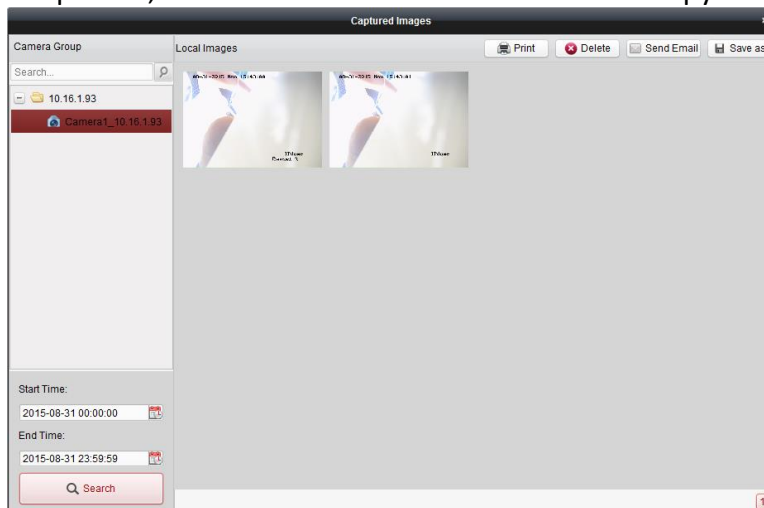 Captured Images
Camera Group
Local Images
Print
Delete
Send Email
Save as
Search...
10.16.1.93
Camera1_10.16.1.93
Start Time:
2015-08-31 00:00:00
End Time:
2015-08-31 23:59:59
Search